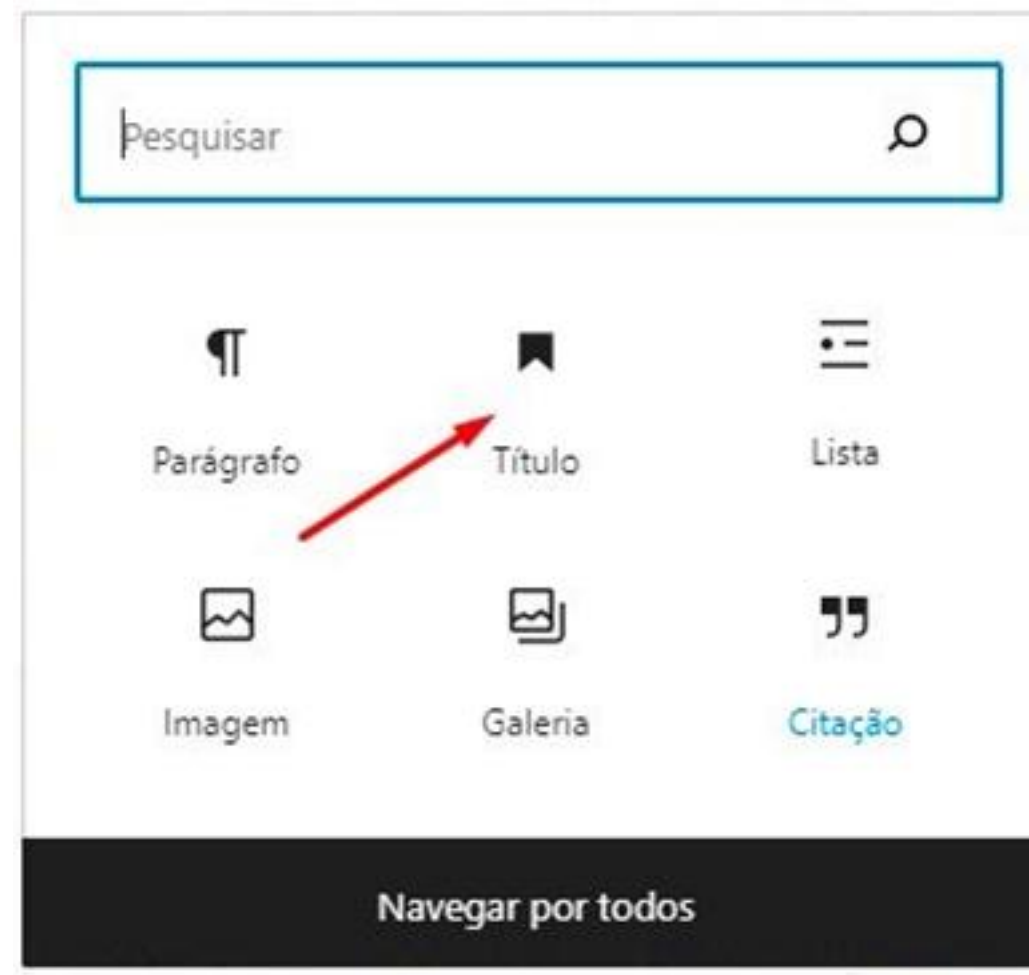 Pesquisar
Parágrafo
Título
Lista
Imagem
Galeria
Citação
Navegar por todos